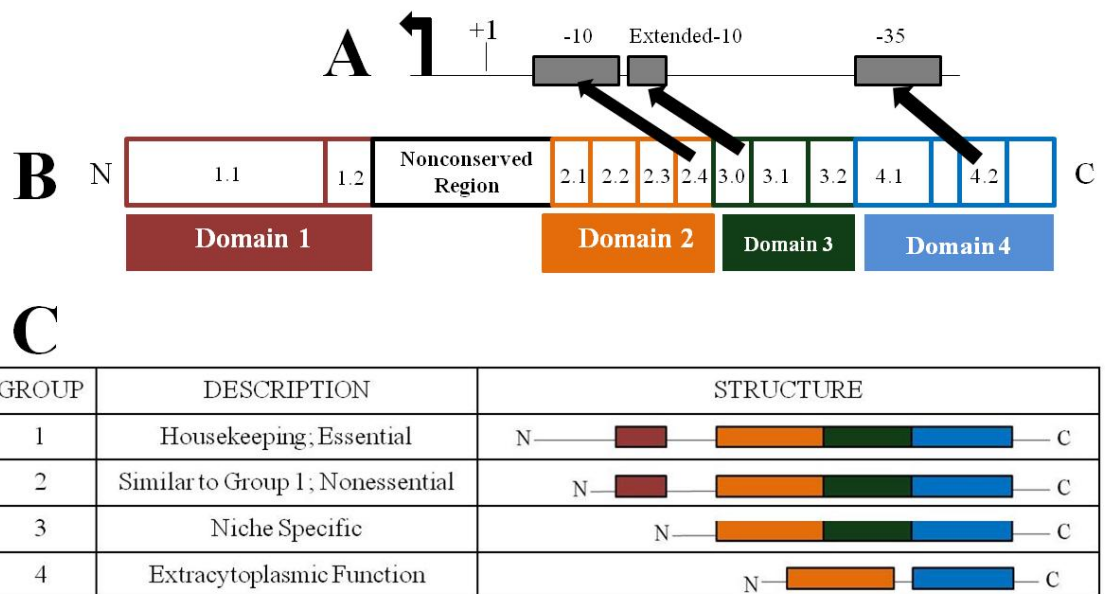 A
+1
-10
Extended-10
-35
B
N
1.1
1.2
Nonconserved
Region
2.1
2.2
2.3
2.4
3.0
3.1
3.2
4.1
4.2
C
Domain 1
Domain 2
Domain 3
Domain 4
C
GROUP DESCRIPTION STRUCTURE
1 Housekeeping; Essential N C
2 Similar to Group 1; Nonessential N C
3 Niche Specific N C
4 Extracytoplasmic Function N C